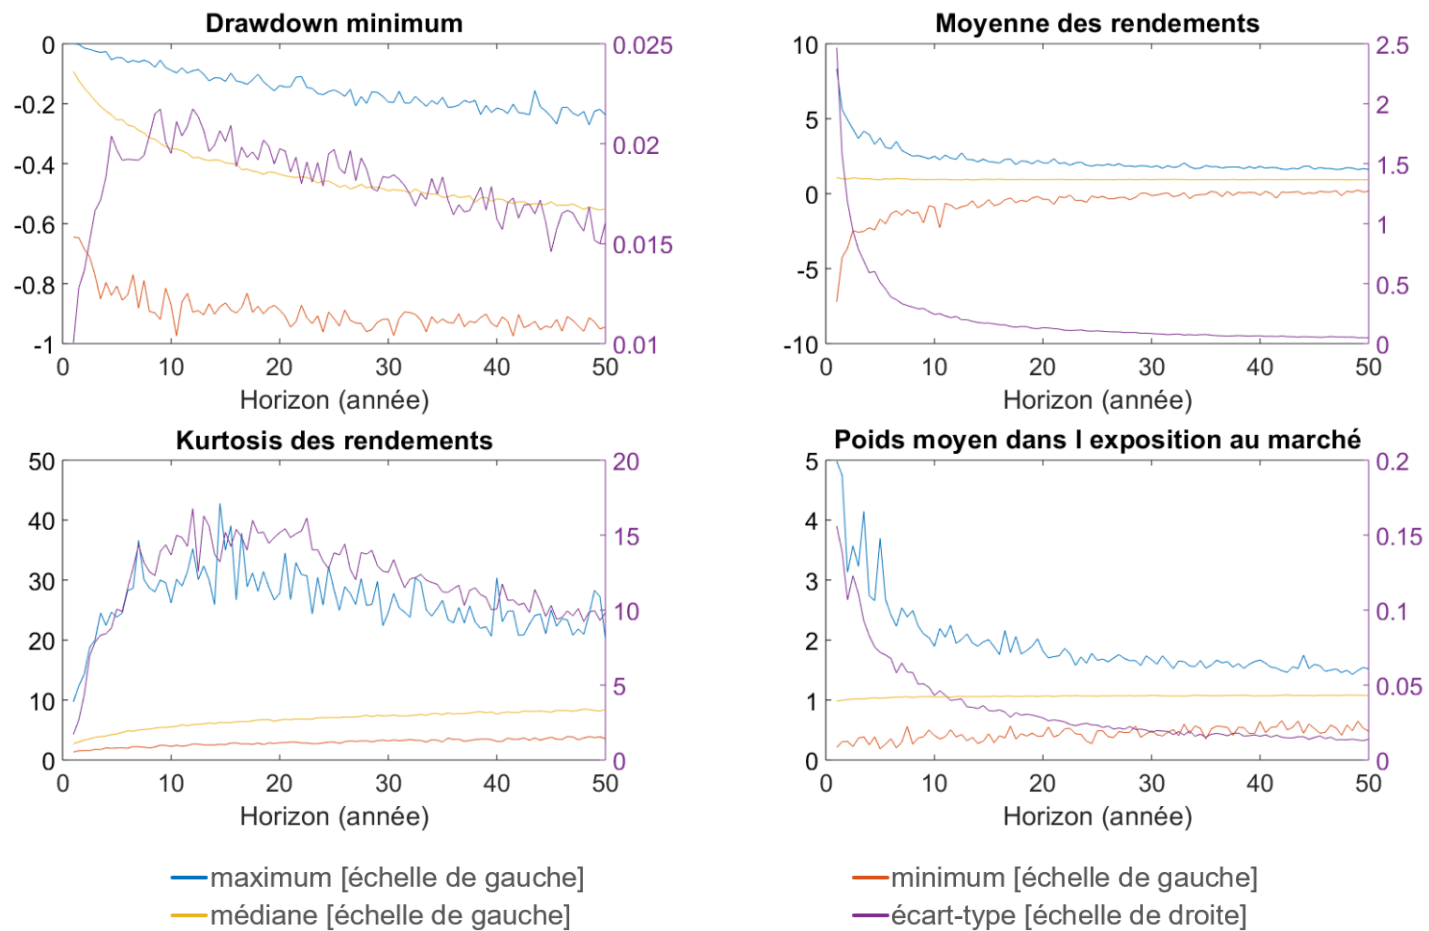 Drawdown minimum
0
-0.2
-0.4
-0.6
-0.8
-1
0.025
0.02
0.015
0.01
0 10 20 30 40 50
Horizon (année)
Moyenne des rendements
10
5
0
-5
-10
2.5
2
1.5
1
0.5
0
0 10 20 30 40 50
Horizon (année)
Kurtosis des rendements
50
40
30
20
10
0
20
15
10
5
0
0 10 20 30 40 50
Horizon (année)
Poids moyen dans l exposition au marché
5
4
3
2
1
0
0.2
0.15
0.1
0.05
0
0 10 20 30 40 50
Horizon (année)
maximum [échelle de gauche]
minimum [échelle de gauche]
médiane [échelle de gauche]
écart-type [échelle de droite]